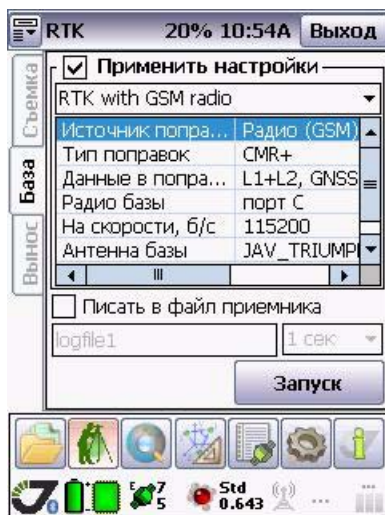 RTK 20% 10:54A Выход
Съемка
База
Вынос
Применить настройки
RTK with GSM radio
Источник попра... Радио (GSM)
Тип поправок CMR+
Данные в попра... L1+L2, GNSS
Радио базы порт C
На скорости, б/с 115200
Антенна базы JAV_TRIUMP
Писать в файл приемника
logfile1 1 сек
Запуск
7
5
Std
0.643
...